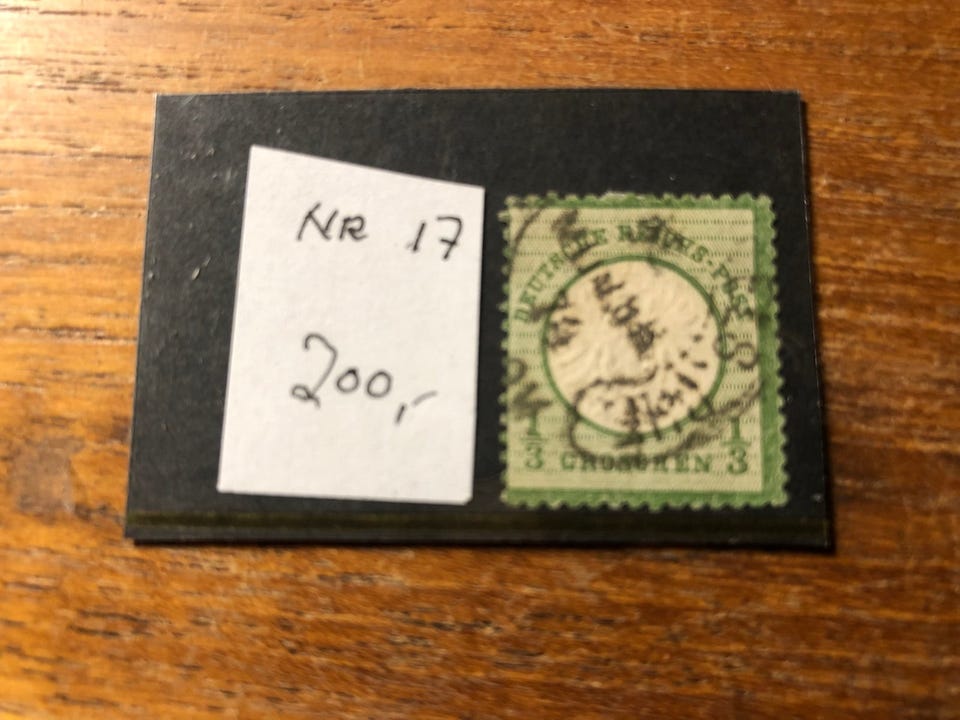 NR 17
200,-
DEUTSCHE REICHS-POST
1/3 GROSCHEN 1/3